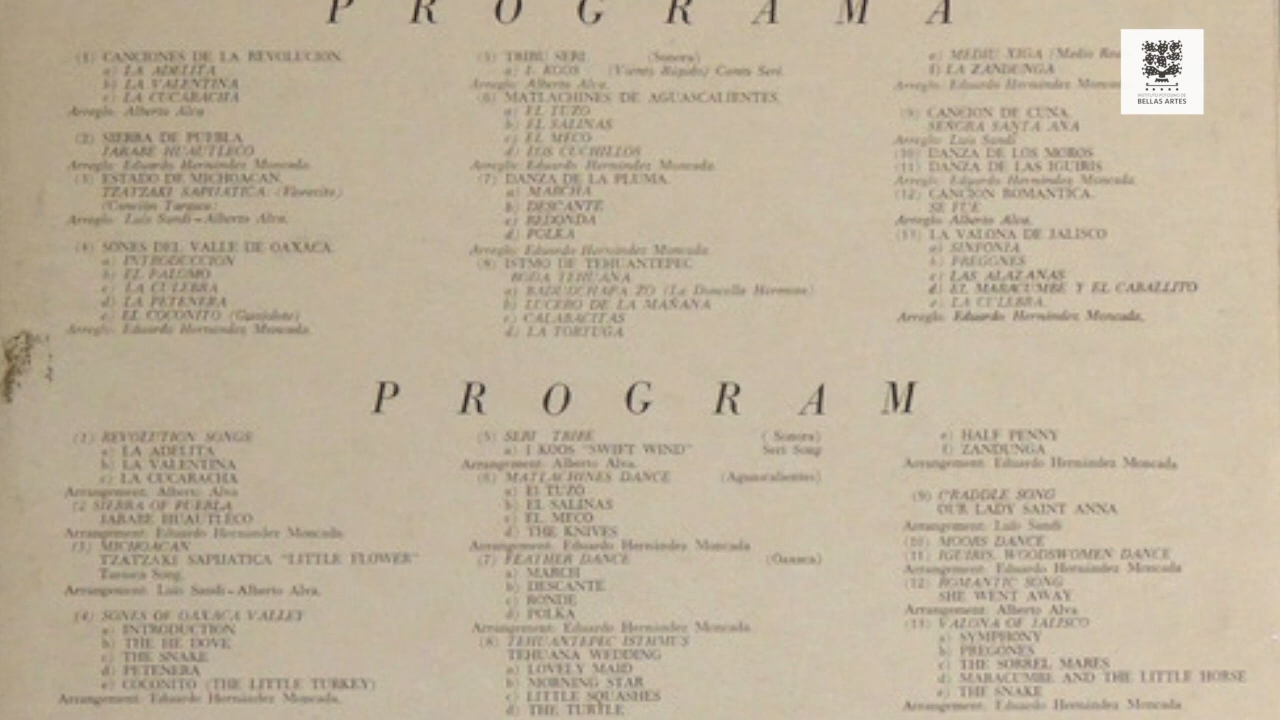 PROGRAMA
(1) CANCIONES DE LA REVOLUCION.
a) LA ADELITA
b) LA VALENTINA
c) LA CUCARACHA
Arreglo: Alberto Alva
(2) SIERRA DE PUEBLA
JARABE HUAUTLECO
Arreglo: Eduardo Hernández Moncada.
(3) ESTADO DE MICHOACAN.
TZATZAKI SAPIJATICA: (Florecita)
(Canción Tarasca)
Arreglo: Luis Sandi-Alberto Alva.
(4) SONES DEL VALLE DE OAXACA.
a) INTRODUCCION
b) EL PALOMO
c) LA CULEBRA
d) LA PETENERA
e) EL COCONITO (Guajolote)
Arreglo: Eduardo Hernández Moncada.
(5) TRIBU SERI. (Sonora)
a) I. KOOS (Viento Rápido) Canto Seri.
Arreglo: Alberto Alva.
(6) MATLACHINES DE AGUASCALIENTES.
a) EL TUZO
b) EL SALINAS
c) EL MECO
d) LOS CUCHILLOS
Arreglo: Eduardo Hernández Moncada.
(7) DANZA DE LA PLUMA.
a) MARCHA
b) DESCANTE
c) REDONDA
d) POLKA
Arreglo: Eduardo Hernández Moncada
(8) ISTMO DE TEHUANTEPEC
BODA TEHUANA
a) BADUDCHAPA ZO (La Doncella Hermosa)
b) LUCERO DE LA MAÑANA
c) CALABACITAS
d) LA TORTUGA
e) MEDIU XIGA (Medio
f) LA ZANDUNGA
Arreglo: Eduardo Hernández
(9) CANCION DE CUNA.
SEÑORA SANTA ANA
Arreglo: Luis Sandi
(10) DANZA DE LOS MOROS
(11) DANZA DE LAS IGUIRIS
Arreglo: Eduardo Hernández Moncada.
(12) CANCION ROMANTICA.
SE FUE
Arreglo: Alberto Alva.
(13) LA VALONA DE JALISCO
a) SINFONIA
b) PREGONES
c) LAS ALAZANAS
d) EL MARACUMBE Y EL CABALLITO
e) LA CULEBRA.
Arreglo: Eduardo Hernández Moncada.
BELLAS ARTES
PROGRAM
(1) REVOLUTION SONGS
a) LA ADELITA
b) LA VALENTINA
c) LA CUCARACHA
Arrangement: Alberto Alva
(2 SIERRA OF PUEBLA
JARABE HUAUTLECO
Arrangement: Eduardo Hernández Moncada.
(3) MICHOACAN
TZATZAKI SAPIJATICA "LITTLE FLOWER"
Tarasca Song.
Arrangement: Luis Sandi-Alberto Alva.
(4) SONES OF OAXACA VALLEY
a) INTRODUCTION
b) THE HE DOVE
c) THE SNAKE
d) PETENERA
e) COCONITO (THE LITTLE TURKEY)
Arrangement: Eduardo Hernández Moncada.
(5) SERI TRIBE (Sonora)
a) I KOOS "SWIFT WIND" Seri Song
Arrangement: Alberto Alva.
(6) MATLACHINES DANCE (Aguascalientes)
a) El TUZO
b) EL SALINAS
c) EL MECO
d) THE KNIVES
Arrangement: Eduardo Hernández Moncada
(7) FEATHER DANCE (Oaxaca)
a) MARCH
b) DESCANTE
c) RONDE
d) POLKA
Arrangement: Eduardo Hernández Moncada
(8) TEHUANTEPEC ISTHMUS
TEHUANA WEDDING
a) LOVELY MAID
b) MORNING STAR
c) LITTLE SQUASHES
d) THE TURTLE
e) HALF PENNY
f) ZANDUNGA
Arrangement: Eduardo Hernández Moncada
(9) CRADDLE SONG
OUR LADY SAINT ANNA
Arrangement: Luis Sandi
(10) MOORS DANCE
(11) IGUIRIS. WOODSWOMEN DANCE
Arrangement: Eduardo Hernández Moncada
(12) ROMANTIC SONG
SHE WENT AWAY
Arrangement: Alberto Alva
(13) VALONA OF JALISCO
a) SYMPHONY
b) PREGONES
c) THE SORREL MARES
d) MARACUMBE AND THE LITTLE HORSE
e) THE SNAKE
Arrangement: Eduardo Hernández Moncada.